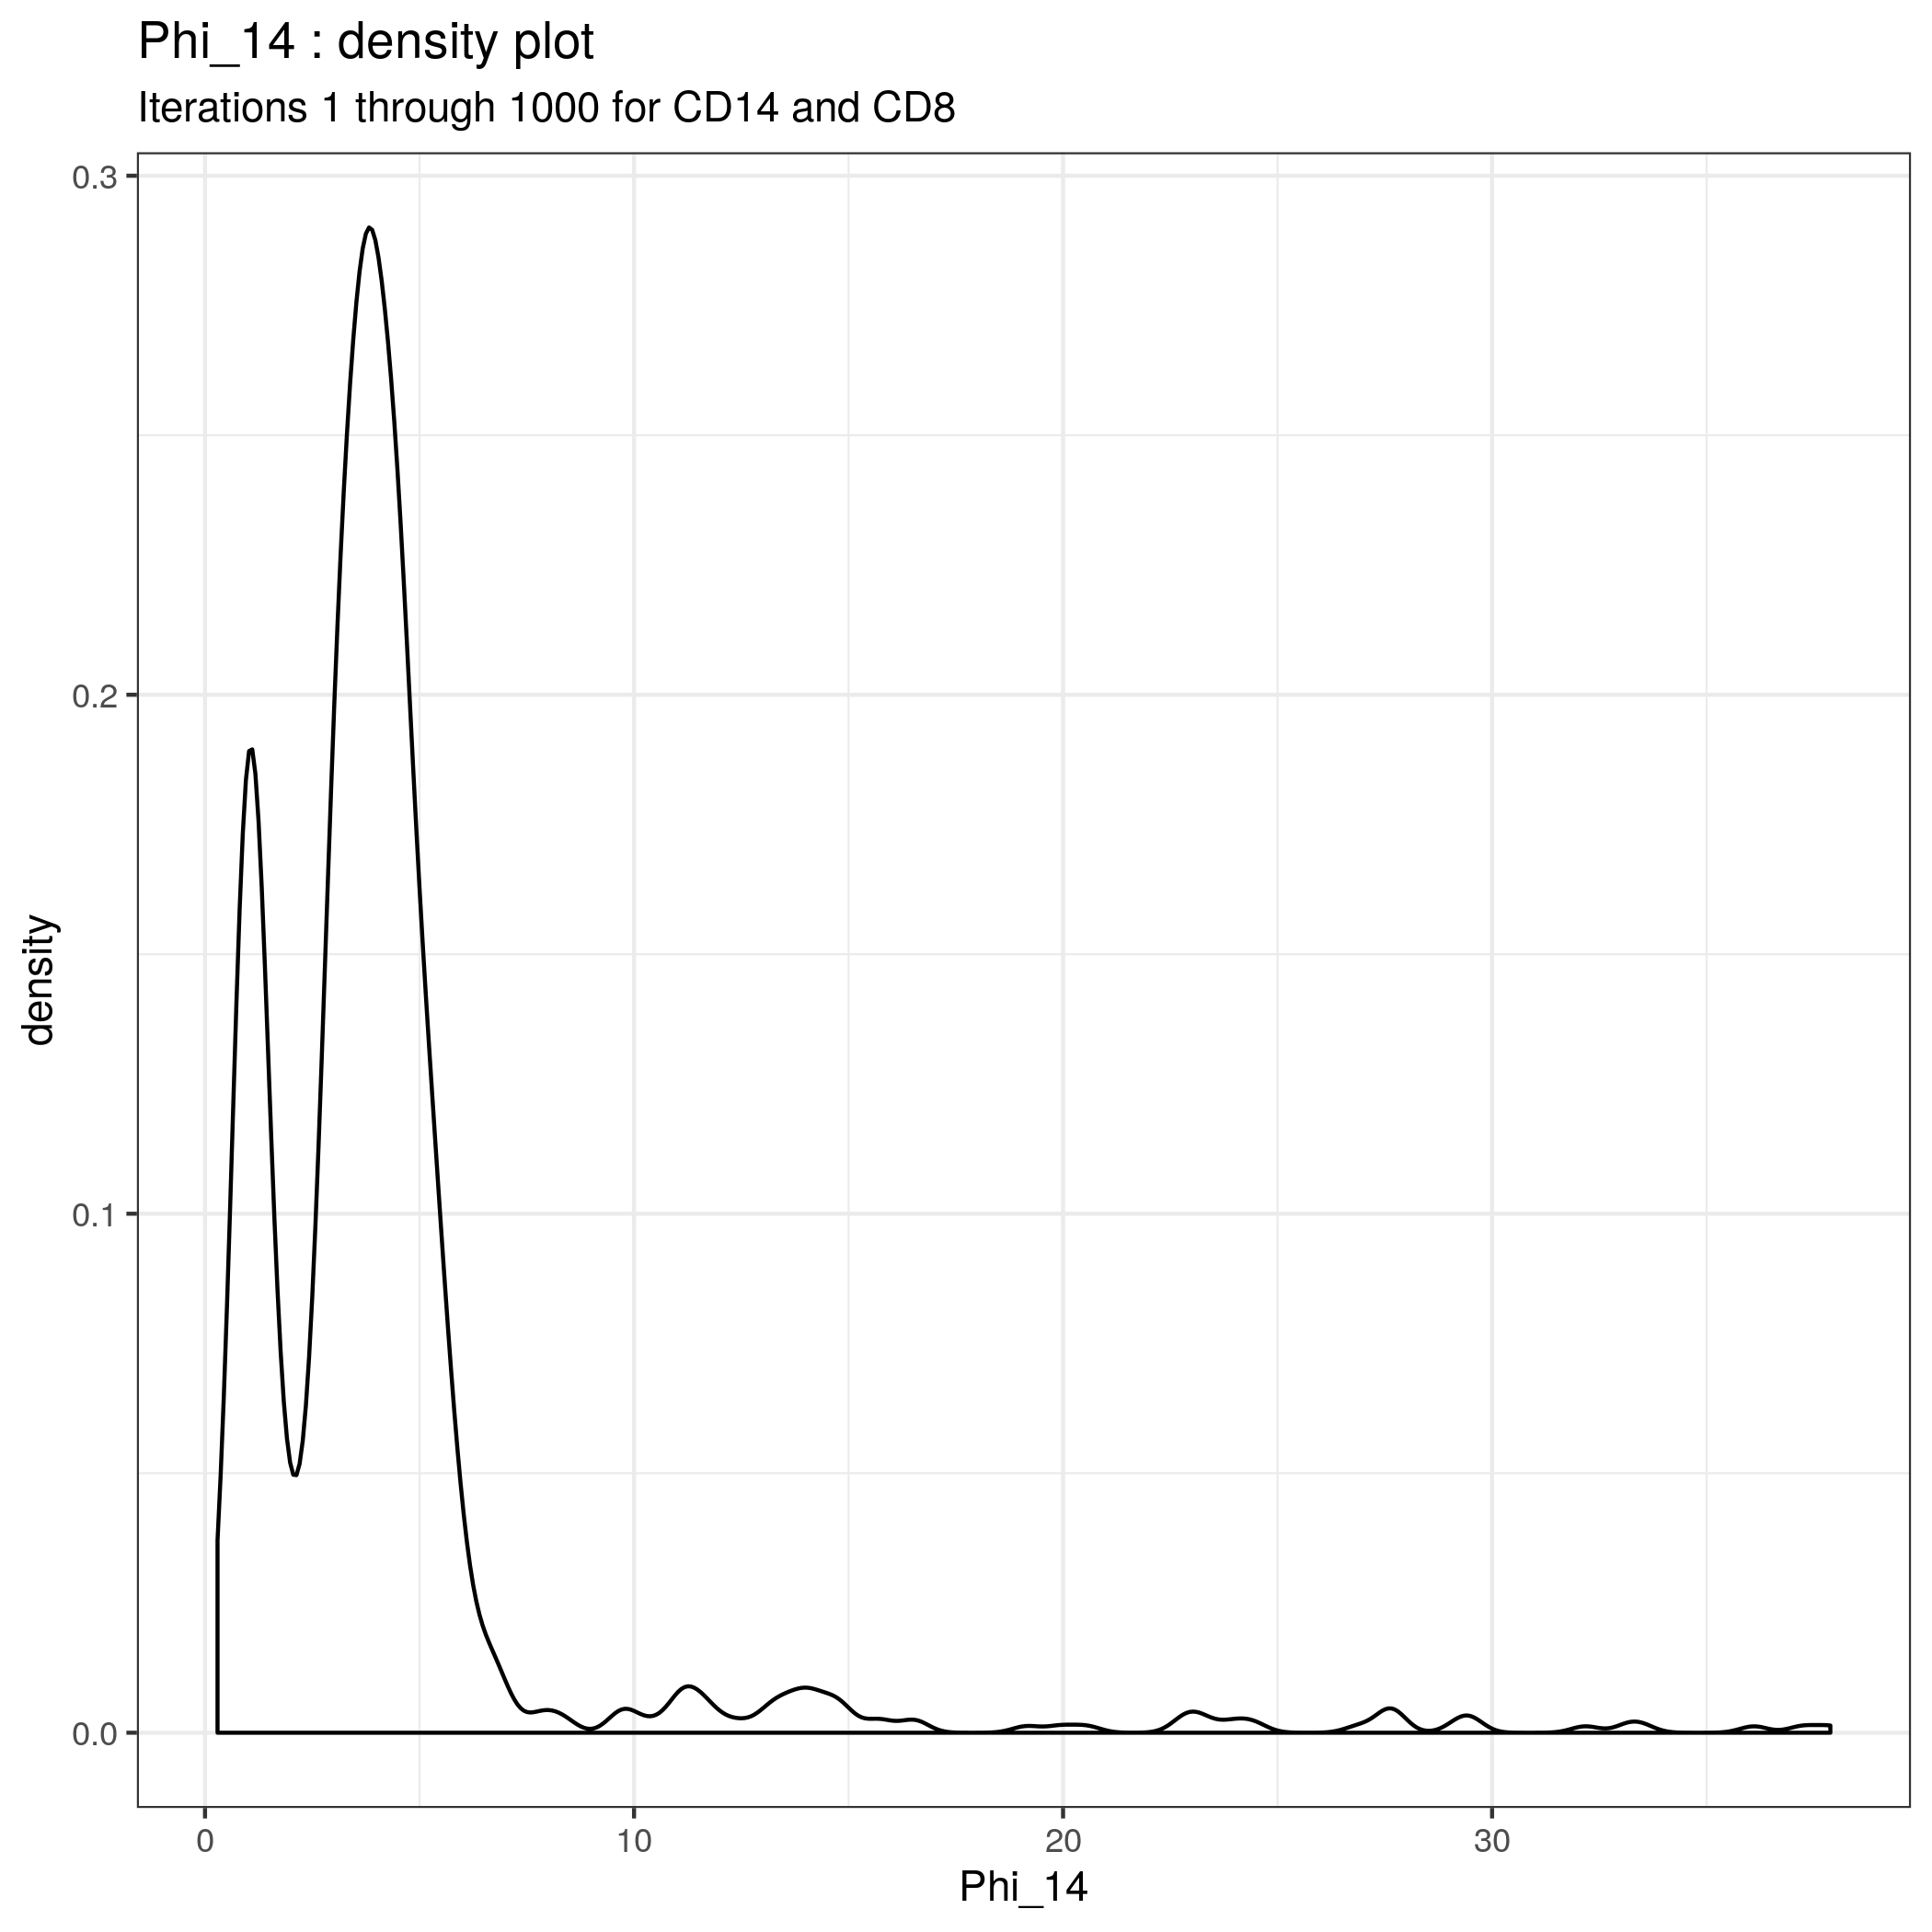 Phi_14 : density plot
Iterations 1 through 1000 for CD14 and CD8
0.3
0.2
0.1
0.0
density
0 10 20 30
Phi_14